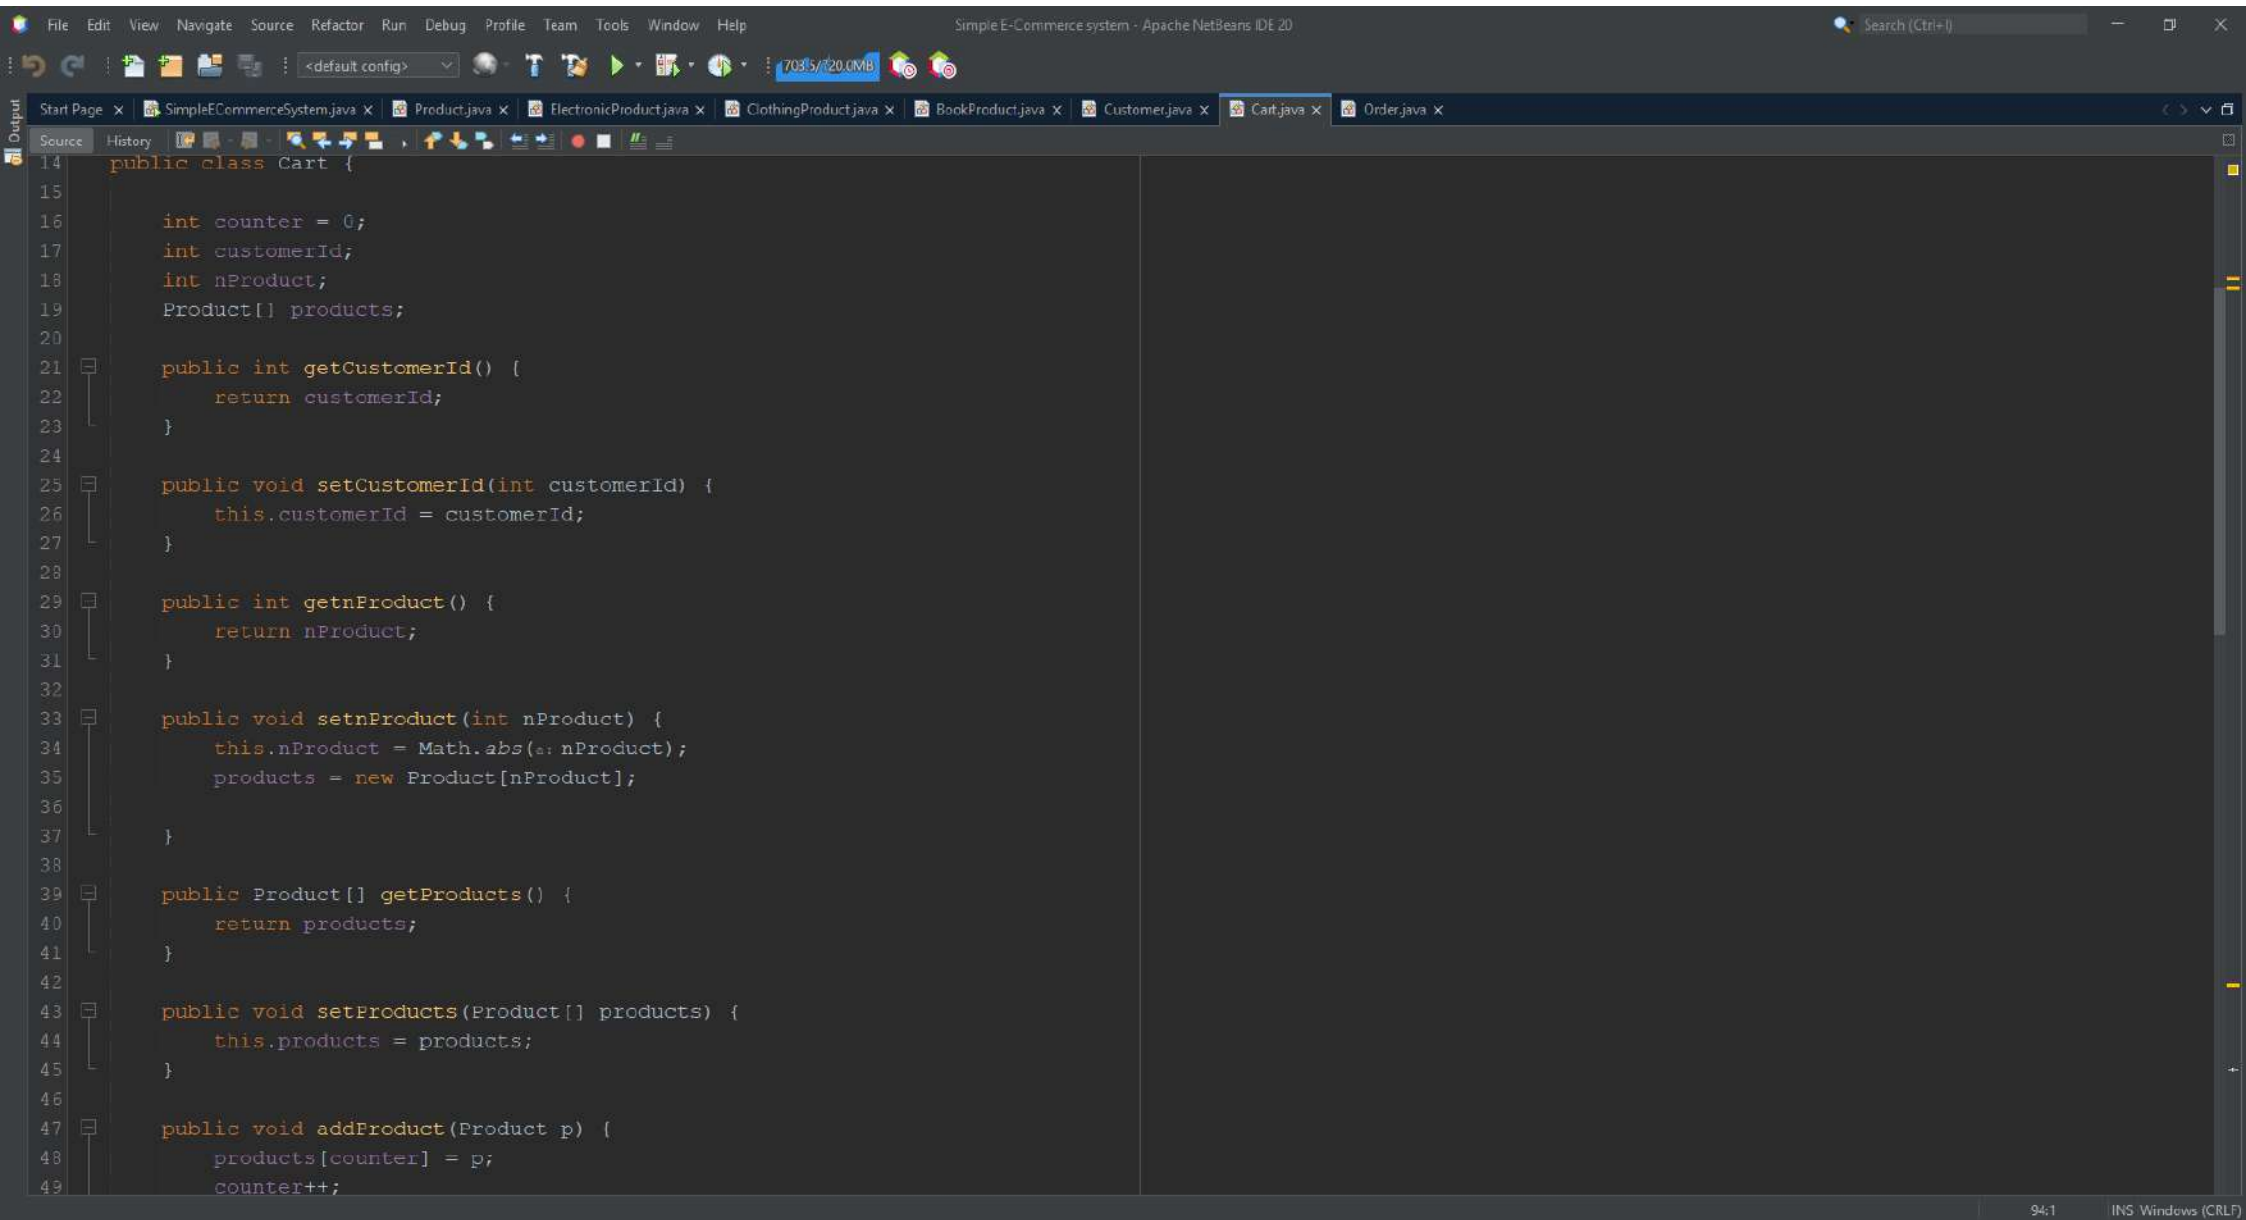 File Edit View Navigate Source Refactor Run Debug Profile Team Tools Window Help Simple E-Commerce system - Apache NetBeans IDE 20 Search (Ctrl+I)
<default config> 703.5/720.0MB
Output
Start Page SimpleECommerceSystem.java Product.java ElectronicProduct.java ClothingProduct.java BookProduct.java Customer.java Cart.java Order.java
Source History
14 public class Cart {
15
16 int counter = 0;
17 int customerId;
18 int nProduct;
19 Product[] products;
20
21 public int getCustomerId() {
22 return customerId;
23 }
24
25 public void setCustomerId(int customerId) {
26 this.customerId = customerId;
27 }
28
29 public int getnProduct() {
30 return nProduct;
31 }
32
33 public void setnProduct(int nProduct) {
34 this.nProduct = Math.abs(a: nProduct);
35 products = new Product[nProduct];
36
37 }
38
39 public Product[] getProducts() {
40 return products;
41 }
42
43 public void setProducts(Product[] products) {
44 this.products = products;
45 }
46
47 public void addProduct(Product p) {
48 products[counter] = p;
49 counter++;
94:1 INS Windows (CRLF)